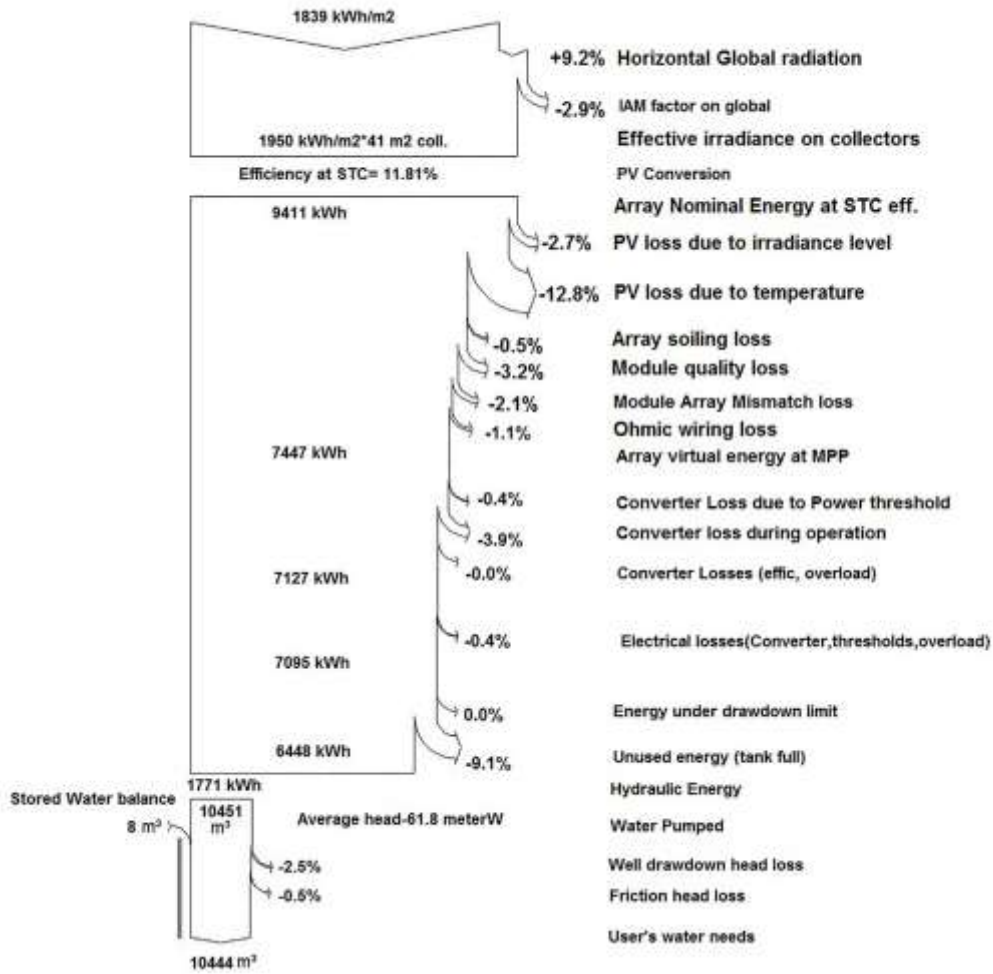 1839 kWh/m2
+9.2% Horizontal Global radiation
-2.9% IAM factor on global
Effective irradiance on collectors
1950 kWh/m2*41 m2 coll.
Efficiency at STC= 11.81% PV Conversion
9411 kWh Array Nominal Energy at STC eff.
-2.7% PV loss due to irradiance level
-12.8% PV loss due to temperature
-0.5% Array soiling loss
-3.2% Module quality loss
-2.1% Module Array Mismatch loss
-1.1% Ohmic wiring loss
7447 kWh Array virtual energy at MPP
-0.4% Converter Loss due to Power threshold
-3.9% Converter loss during operation
7127 kWh -0.0% Converter Losses (effic, overload)
-0.4% Electrical losses(Converter,thresholds,overload)
7095 kWh
0.0% Energy under drawdown limit
6448 kWh -9.1% Unused energy (tank full)
1771 kWh Hydraulic Energy
Stored Water balance
8 m³
10451
m³
Average head-61.8 meterW Water Pumped
-2.5% Well drawdown head loss
-0.5% Friction head loss
User's water needs
10444 m³